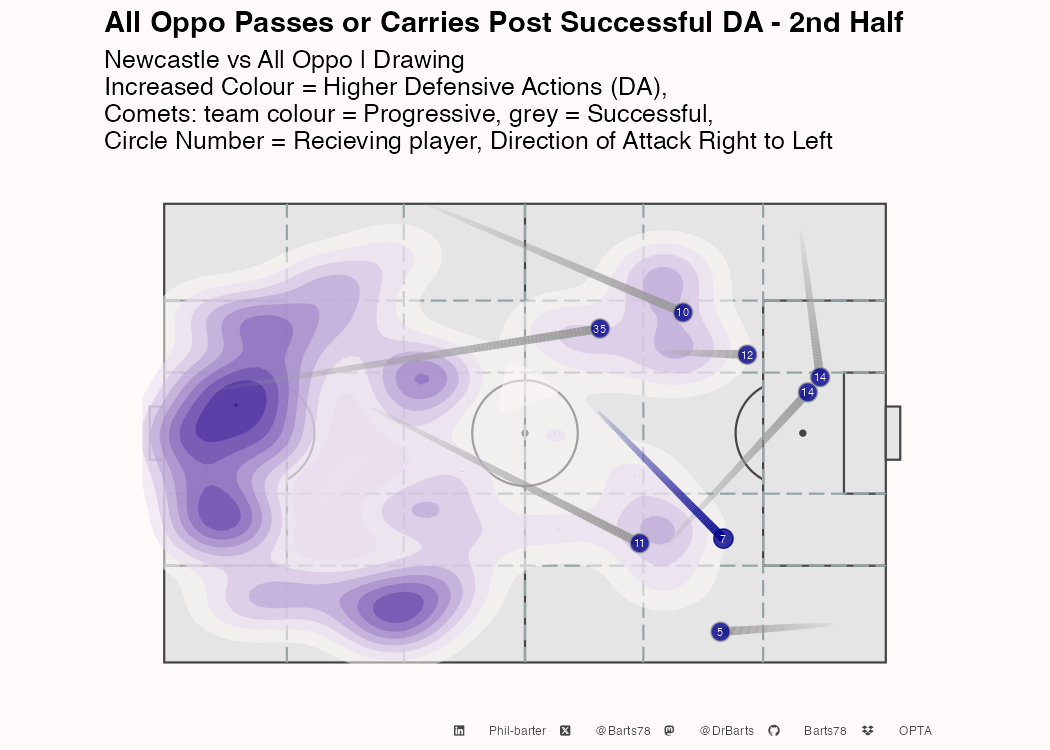 All Oppo Passes or Carries Post Successful DA - 2nd Half
Newcastle vs All Oppo | Drawing
Increased Colour = Higher Defensive Actions (DA),
Comets: team colour = Progressive, grey = Successful,
Circle Number = Recieving player, Direction of Attack Right to Left
10
35
12
14
14
7
11
5
Phil-barter @Barts78 @DrBarts Barts78 OPTA